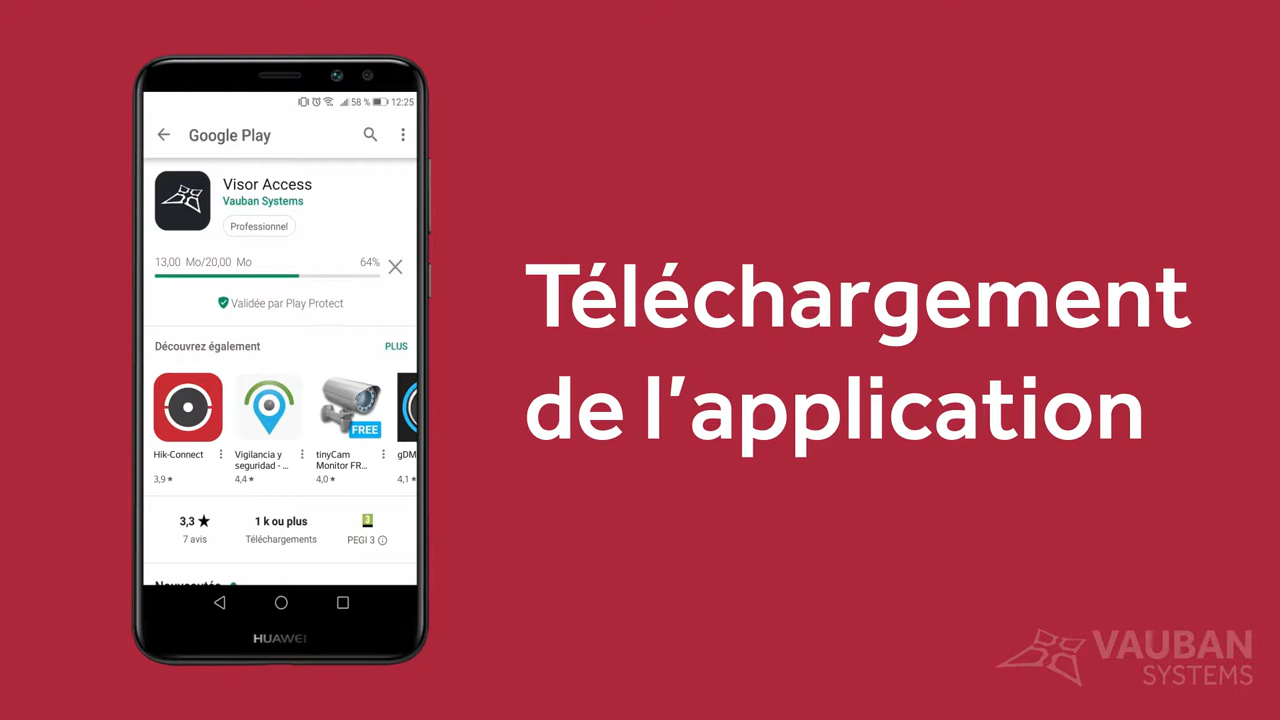 58 % 12:25
Google Play
Visor Access
Vauban Systems
Professionnel
13,00 Mo/20,00 Mo 64%
Validée par Play Protect
Découvrez également PLUS
FREE
Hik-Connect
Vigilancia y
seguridad - ...
tinyCam
Monitor FR...
gDM
3,9★
4,4★
4,0★
4,1★
3,3 ★
7 avis
1 k ou plus
Téléchargements
3
PEGI 3
Nouveautés
HUAWEI
Téléchargement
de l'application
VAUBAN
SYSTEMS